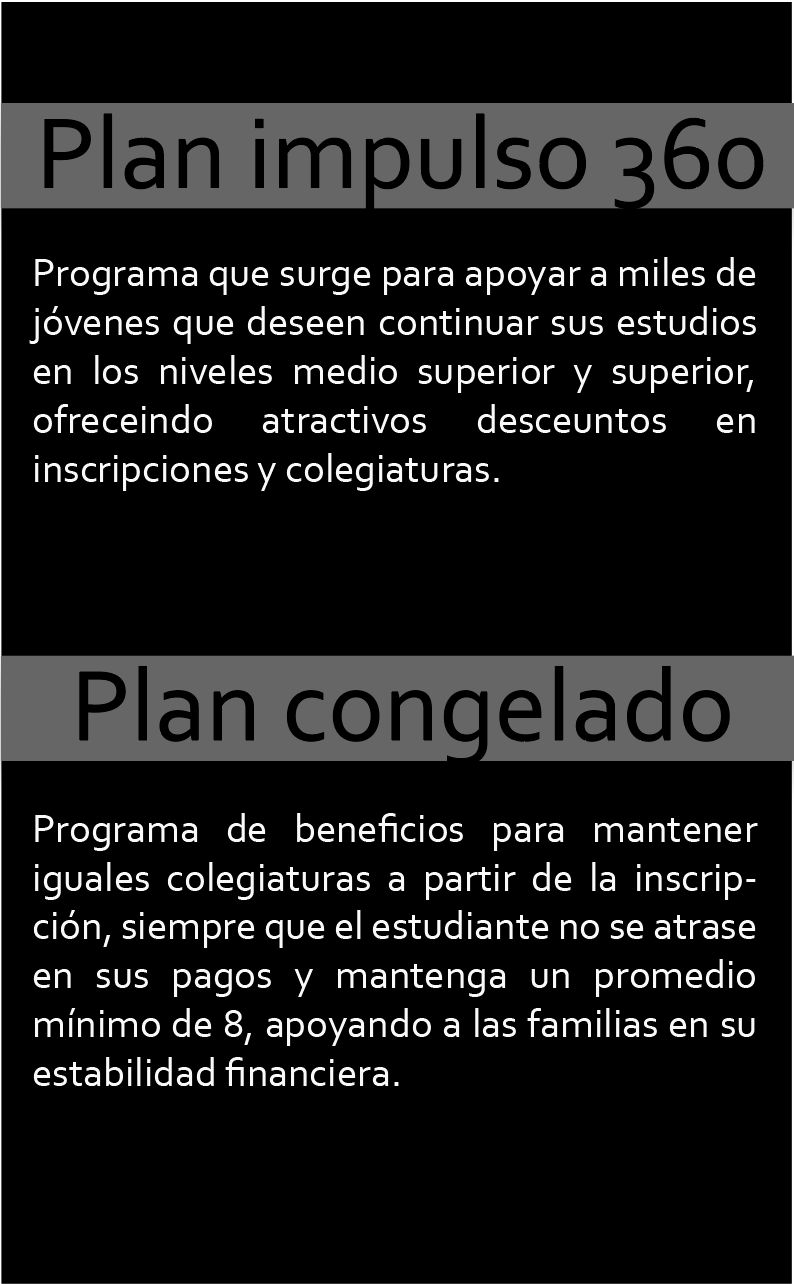 Plan impulso 360
Programa que surge para apoyar a miles de
jóvenes que deseen continuar sus estudios
en los niveles medio superior y superior,
ofreceindo atractivos desceuntos en
inscripciones y colegiaturas.
Plan congelado
Programa de beneficios para mantener
iguales colegiaturas a partir de la inscrip-
ción, siempre que el estudiante no se atrase
en sus pagos y mantenga un promedio
mínimo de 8, apoyando a las familias en su
estabilidad financiera.